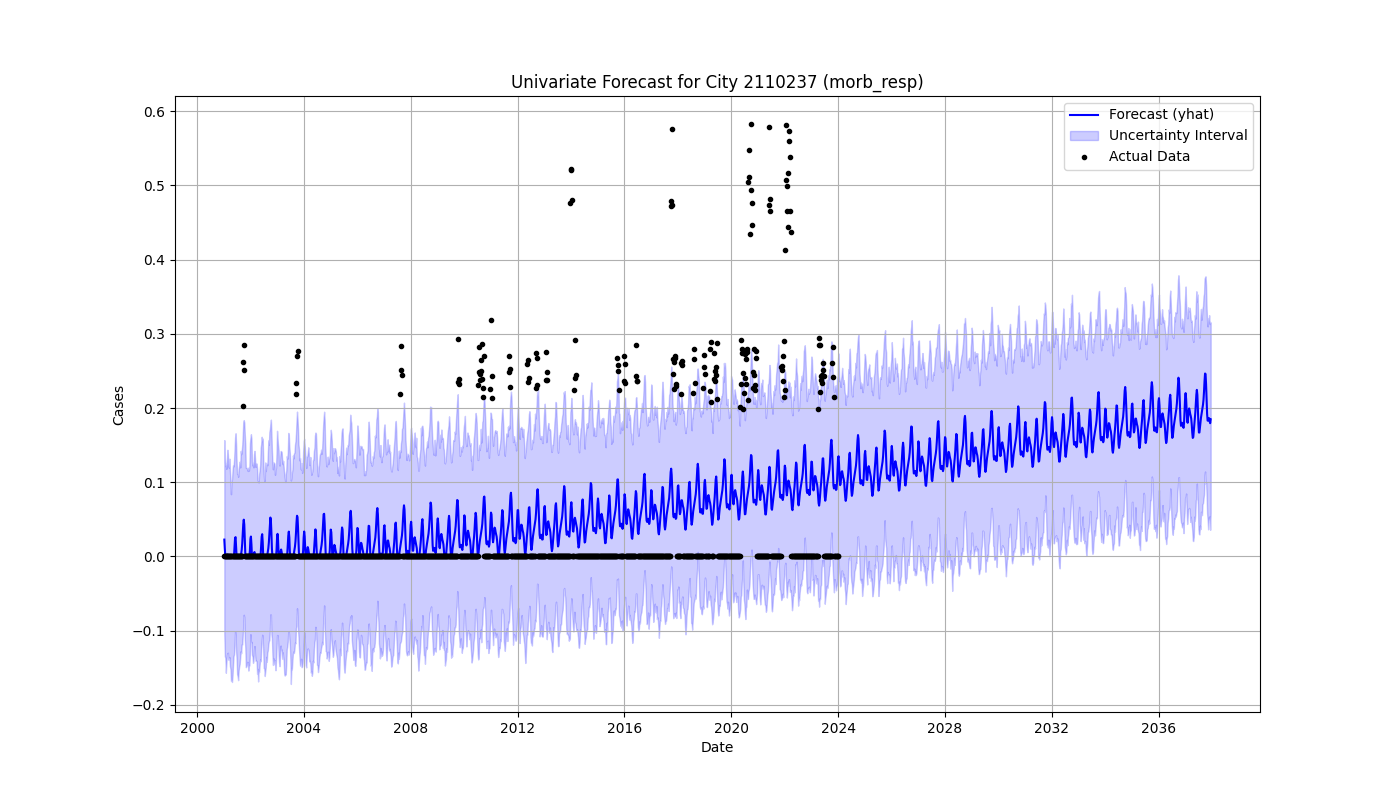 Univariate Forecast for City 2110237 (morb_resp)
Forecast (yhat)
Uncertainty Interval
Actual Data
Cases
0.6
0.5
0.4
0.3
0.2
0.1
0.0
−0.1
−0.2
2000 2004 2008 2012 2016 2020 2024 2028 2032 2036
Date